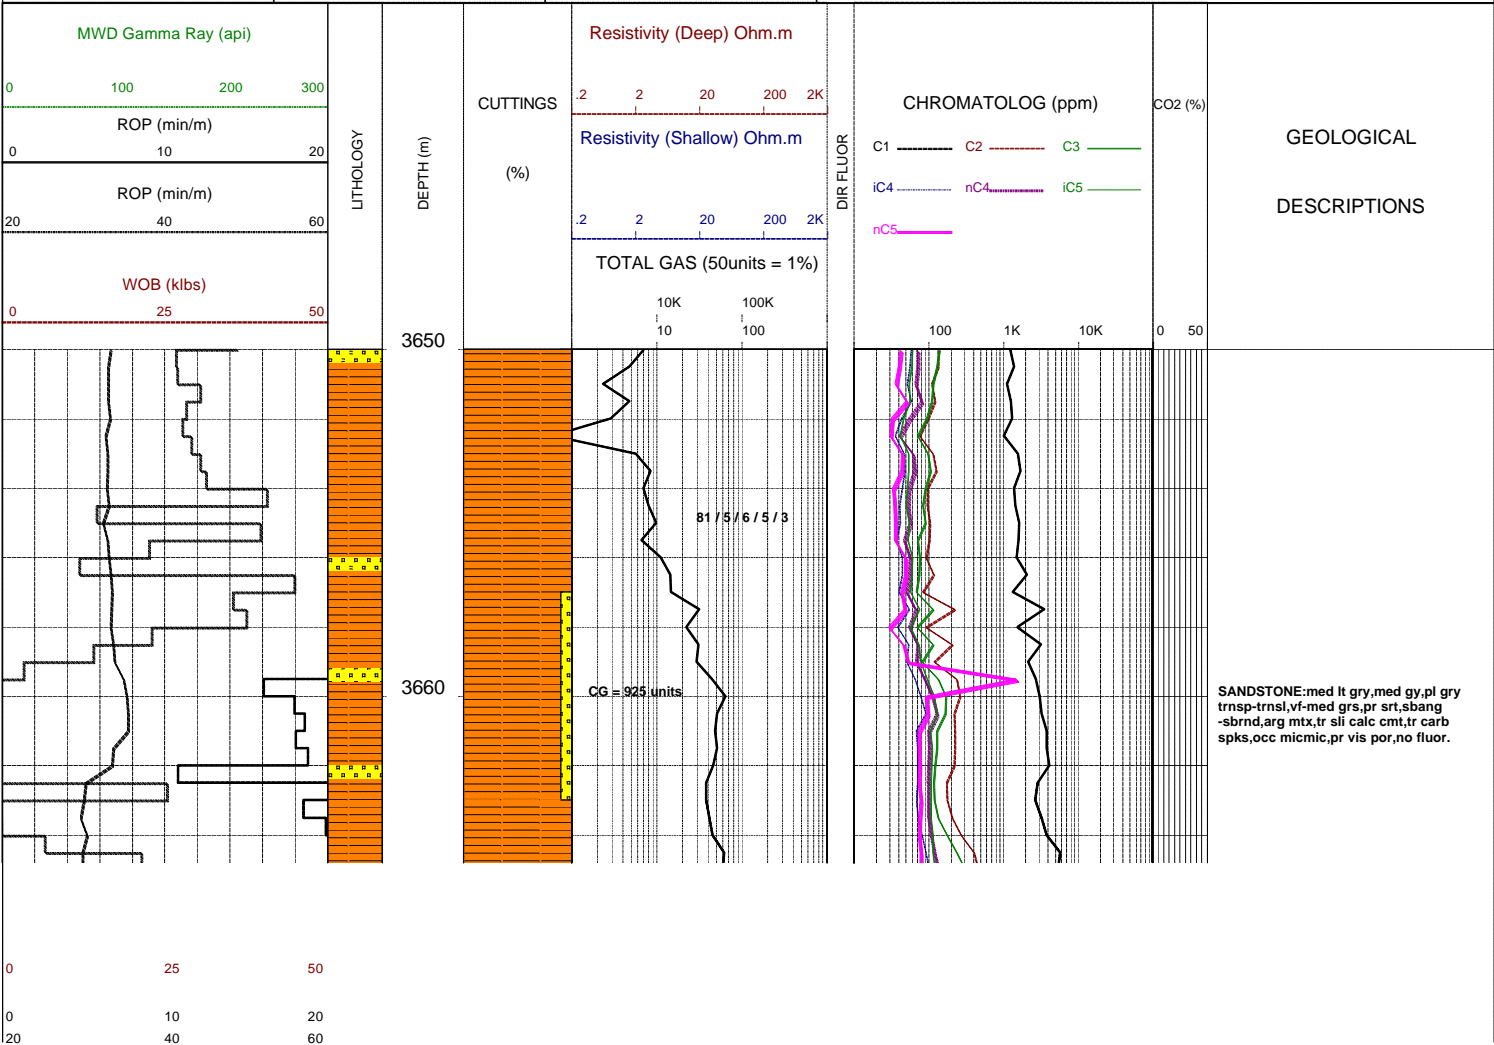 MWD Gamma Ray (api)
0 100 200 300
ROP (min/m)
0 10 20
ROP (min/m)
20 40 60
WOB (klbs)
0 25 50
LITHOLOGY
DEPTH (m)
CUTTINGS
(%)
Resistivity (Deep) Ohm.m
.2 2 20 200 2K
Resistivity (Shallow) Ohm.m
.2 2 20 200 2K
TOTAL GAS (50units = 1%)
10K 100K
10 100
DIR FLUOR
CHROMATOLOG (ppm)
C1 C2 C3
iC4 nC4 iC5
nC5
100 1K 10K
CO2 (%)
0 50
GEOLOGICAL
DESCRIPTIONS
3650
81 / 5 / 6 / 5 / 3
3660
CG = 925 units
SANDSTONE:med lt gry,med gy,pl gry
trnsp-trnsl,vf-med grs,pr srt,sbang
-sbrnd,arg mtx,tr sli calc cmt,tr carb
spks,occ micmic,pr vis por,no fluor.
0 25 50
0 10 20
20 40 60